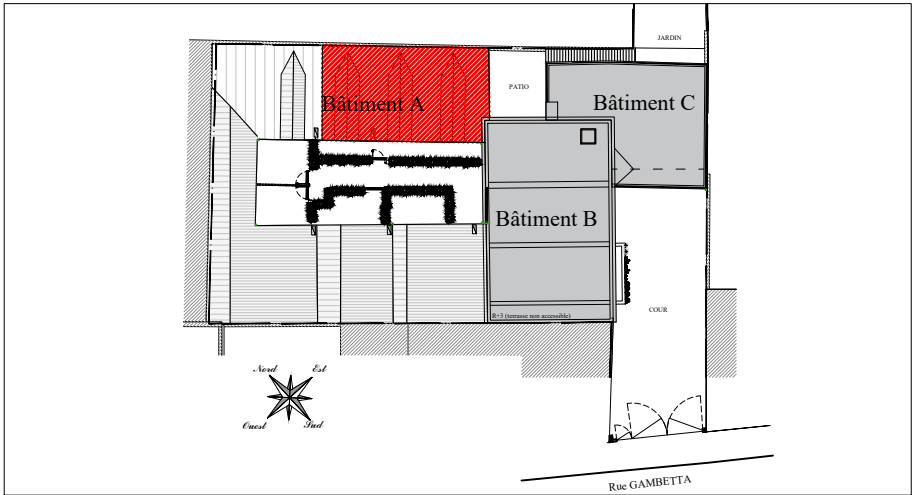 JARDIN
PATIO
Bâtiment A
Bâtiment C
Bâtiment B
R+3 (terrasse non accessible)
COUR
Nord
Est
Ouest
Sud
Rue GAMBETTA